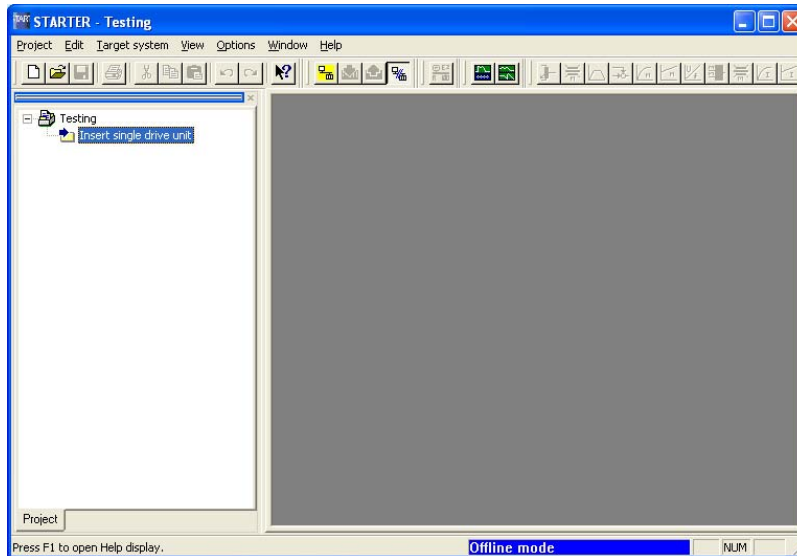 STARTER - Testing
Project Edit Target system View Options Window Help
Testing
Insert single drive unit
Project
Press F1 to open Help display.
Offline mode
NUM